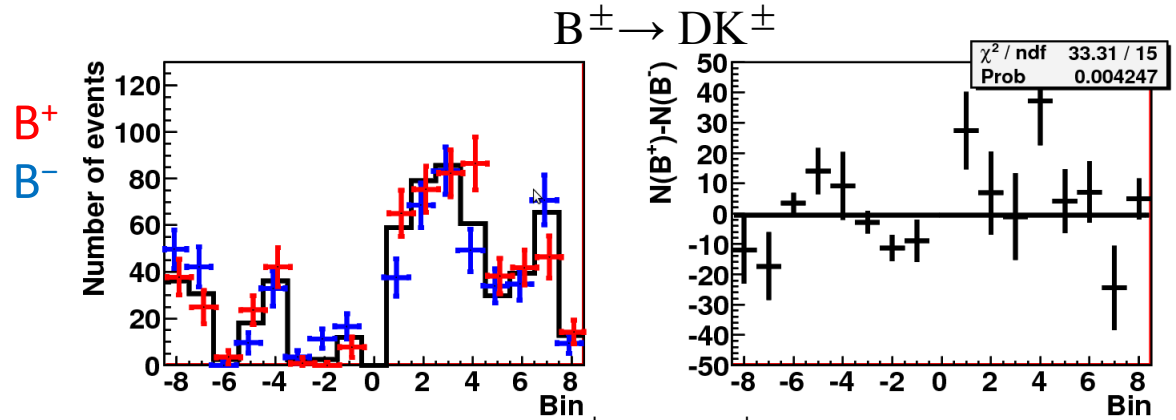 B± → DK±
B⁺
B⁻
Number of events
120
100
80
60
40
20
0
-8 -6 -4 -2 0 2 4 6 8
Bin
χ² / ndf 33.31 / 15
Prob 0.004247
N(B⁺)-N(B⁻)
50
40
30
20
10
0
-10
-20
-30
-40
-50
-8 -6 -4 -2 0 2 4 6 8
Bin